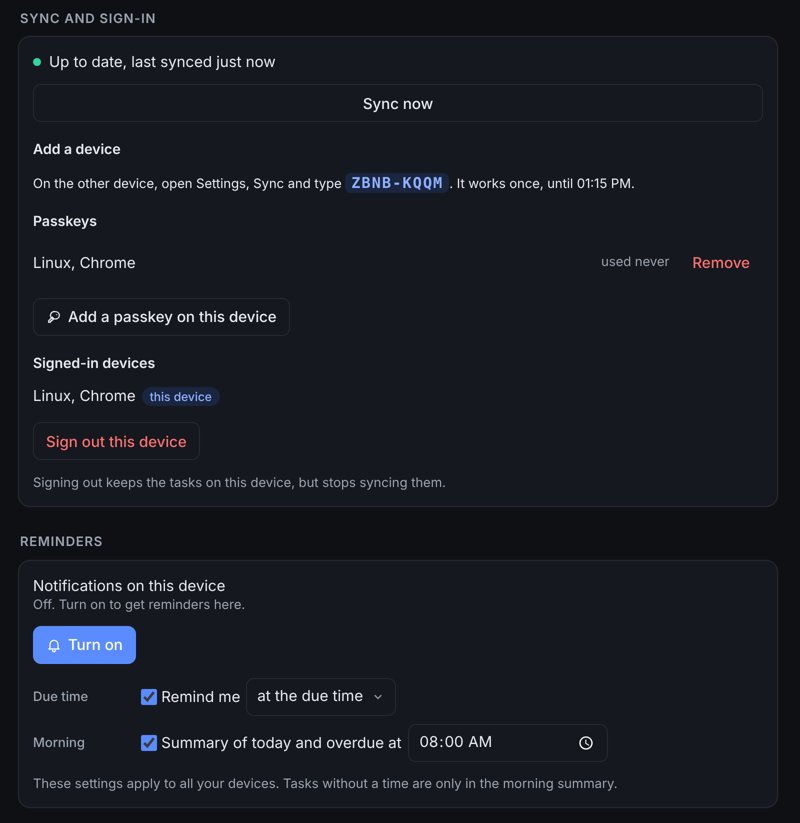 SYNC AND SIGN-IN
Up to date, last synced just now
Sync now
Add a device
On the other device, open Settings, Sync and type ZBNB-KQQM. It works once, until 01:15 PM.
Passkeys
Linux, Chrome used never Remove
Add a passkey on this device
Signed-in devices
Linux, Chrome this device
Sign out this device
Signing out keeps the tasks on this device, but stops syncing them.
REMINDERS
Notifications on this device
Off. Turn on to get reminders here.
Turn on
Due time Remind me at the due time
Morning Summary of today and overdue at 08:00 AM
These settings apply to all your devices. Tasks without a time are only in the morning summary.